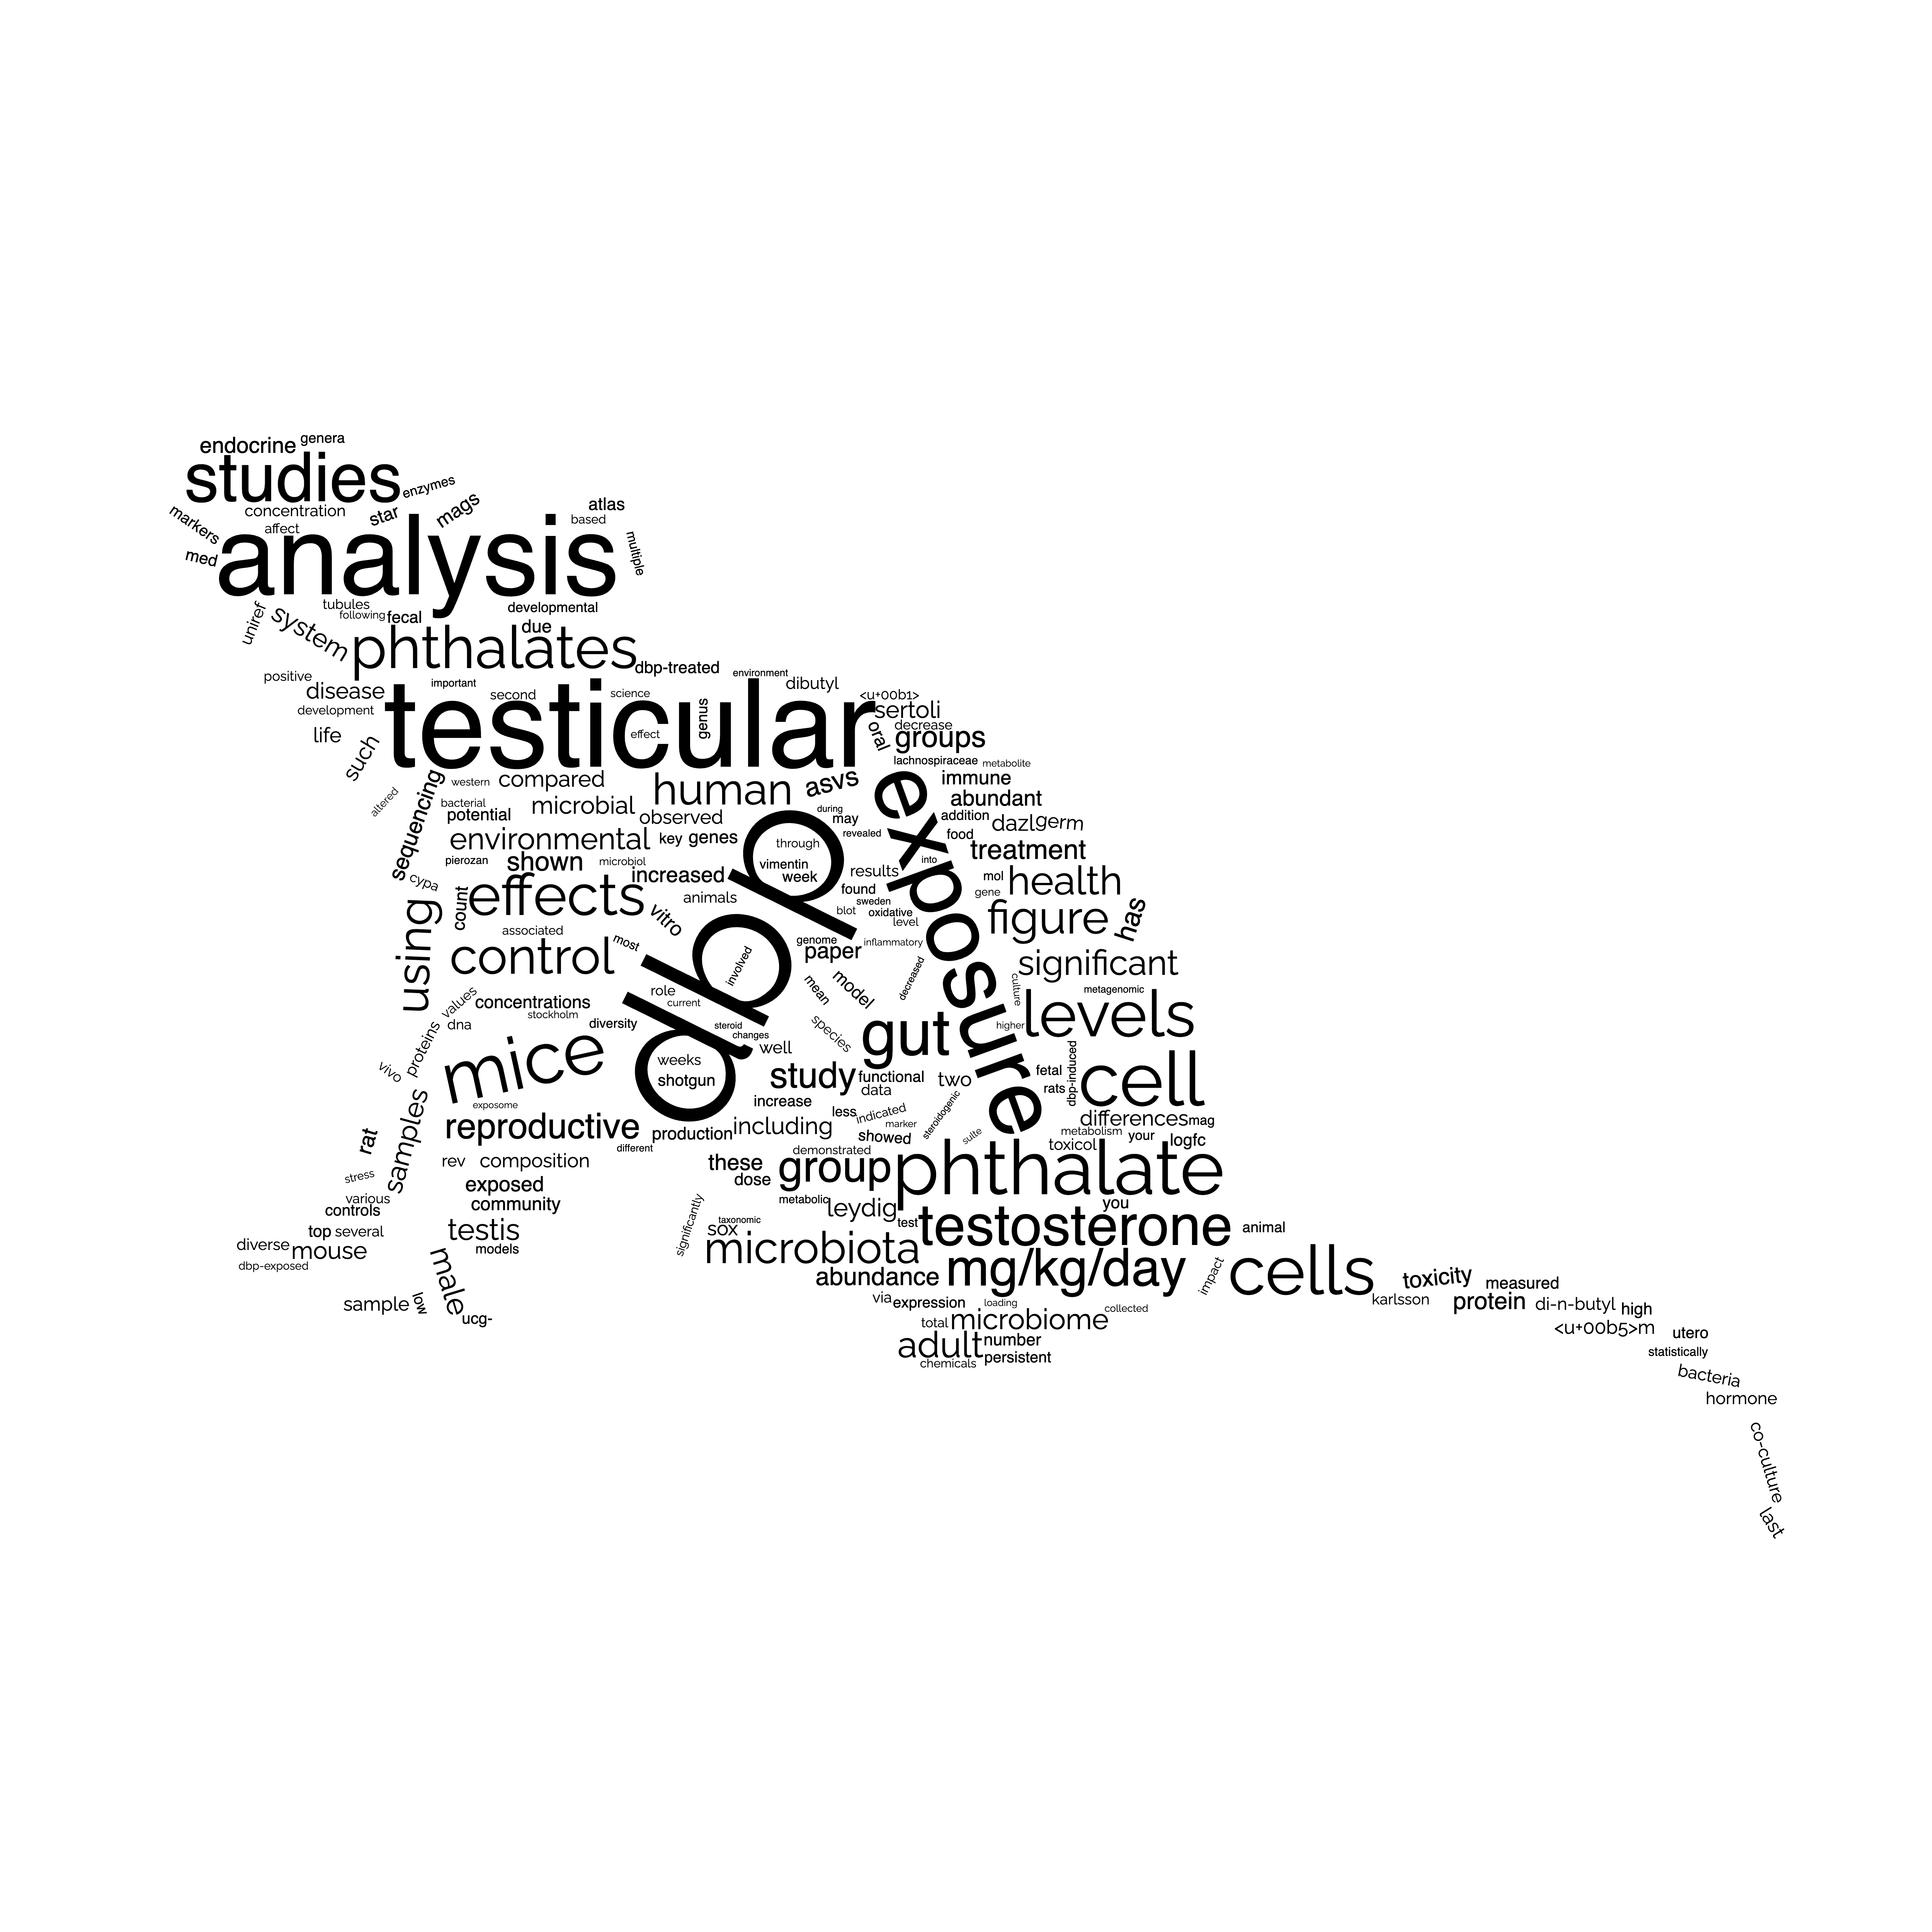 endocrine genera
studies enzymes
concentration star mags atlas
markers affect based
med analysis multiple
tubules developmental
uniref following fecal
system due
phthalates dbp-treated environment
positive important dibutyl
disease second science <u+00b1>
development testicular effect genus sertoli
life decrease
such oral groups
lachnospiraceae metabolite
western compared human asvs immune
altered sequencing bacterial microbial exposure abundant
potential observed during may addition dazl germ
environmental key genes through revealed food
pierozan shown microbiol vimentin into treatment
cypa increased week results mol health
count effects animals found gene
using vitro sweden figure has
blot oxidative level
associated dbp
control most genome paper inflammatory significant
involved
role mean model decreased culture metagenomic
values concentrations current levels
stockholm species higher
proteins dna diversity steroid changes gut
vivo mice weeks well dbp-induced cell
shotgun study functional two fetal
data rats
samples exposome increase less indicated steroidogenic differences mag
rat reproductive production including marker metabolism your
different showed sulte toxicol logfc
demonstrated
rev composition these group phthalate
stress exposed dose
various community metabolic leydig you
controls significantly taxonomic test testosterone animal
top several testis sox
diverse mouse models microbiota
dbp-exposed male abundance mg/kg/day impact cells toxicity measured
sample low via expression loading karlsson protein di-n-butyl high
ucg- total microbiome collected <u+00b5>m utero
adult number statistically
chemicals persistent
bacteria
hormone
co-culture
last